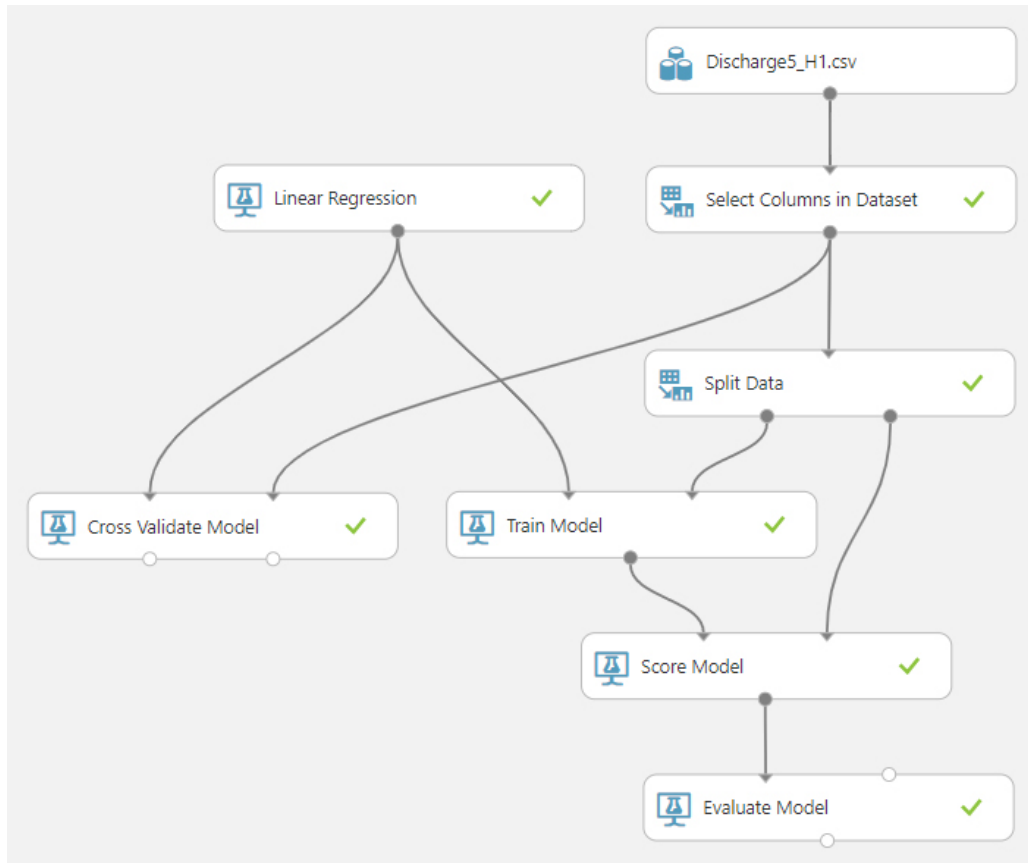 Discharge5_H1.csv
Linear Regression
Select Columns in Dataset
Split Data
Cross Validate Model
Train Model
Score Model
Evaluate Model